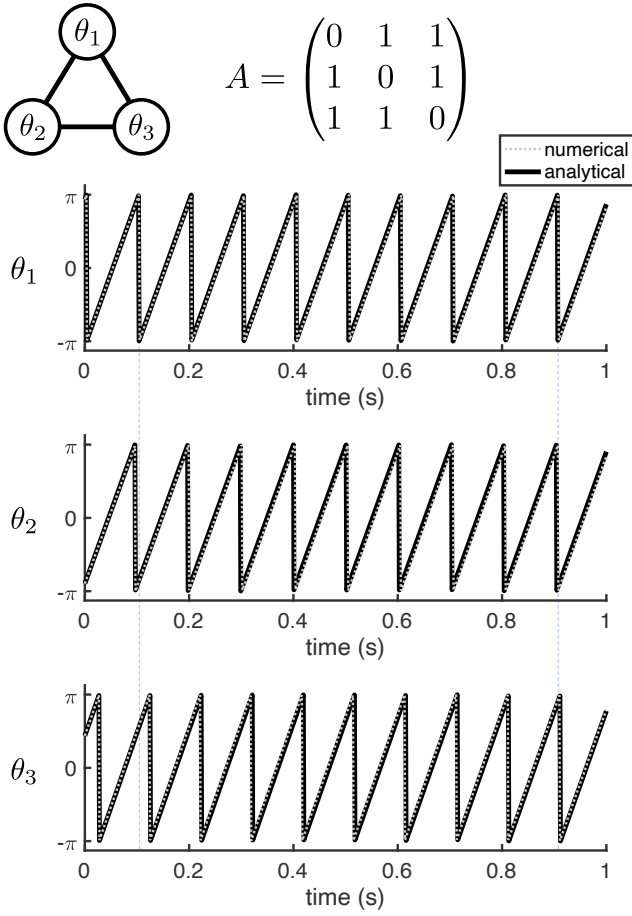 θ₁
θ₂ θ₃
A = 
0 1 1
1 0 1
1 1 0
numerical
analytical
π
θ₁ 0
-π
0 0.2 0.4 0.6 0.8 1
time (s)
π
θ₂ 0
-π
0 0.2 0.4 0.6 0.8 1
time (s)
π
θ₃ 0
-π
0 0.2 0.4 0.6 0.8 1
time (s)